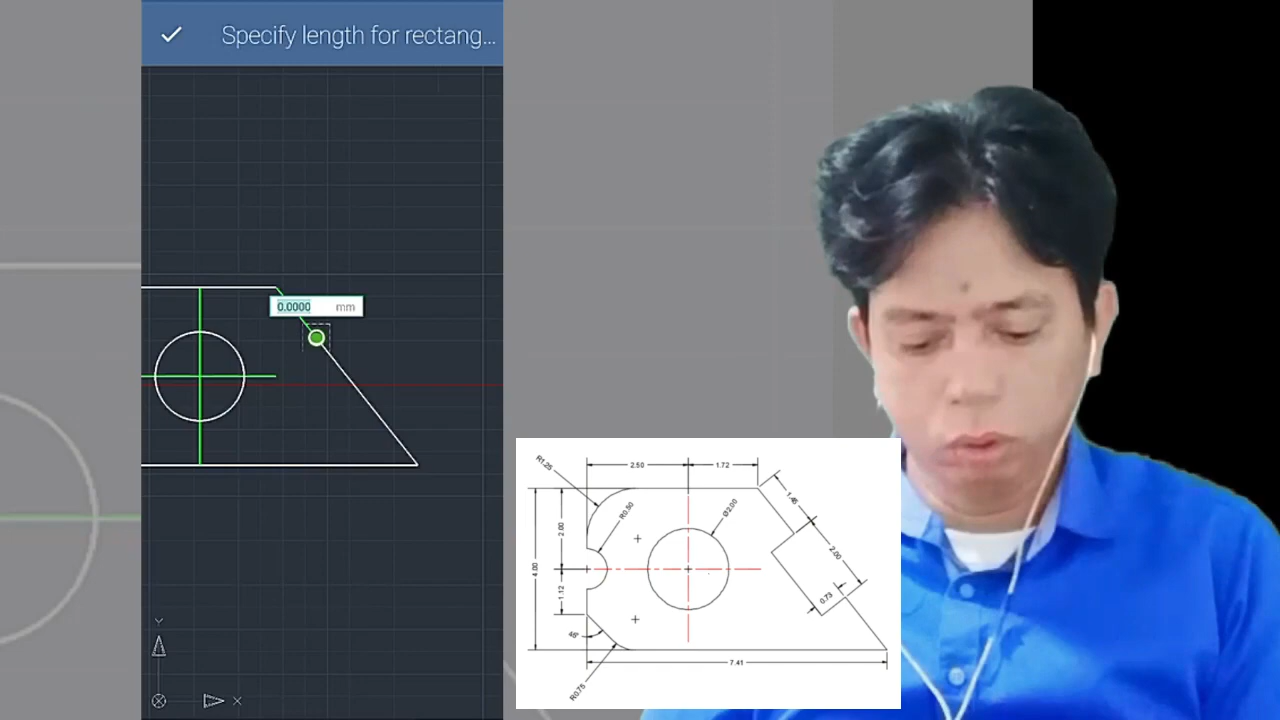 Specify length for rectang...
0.0000 mm
Y
X
R1.25
2.50
1.72
1.46
R0.50
Ø2.00
2.00
4.00
2.00
1.12
0.73
45°
7.41
R0.75